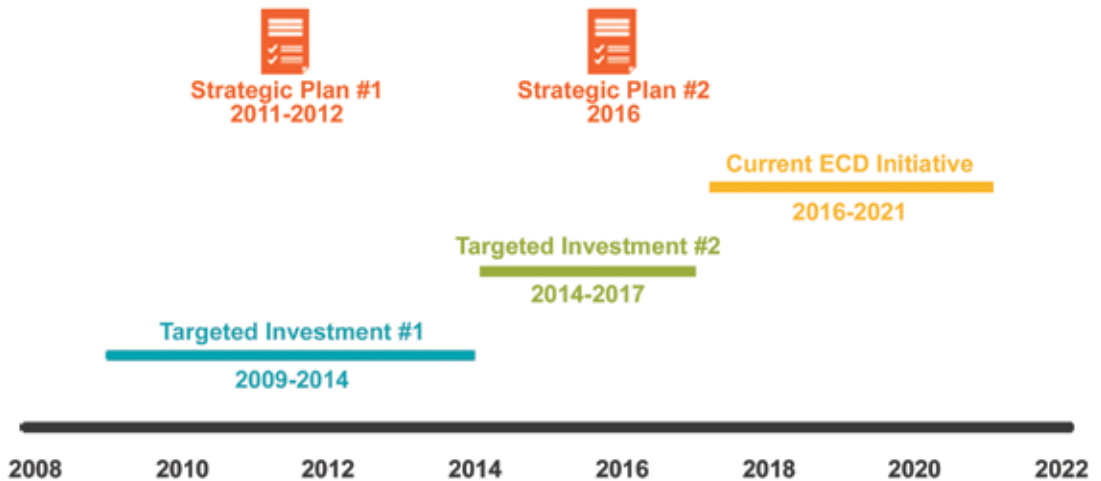 Strategic Plan #1
2011-2012
Strategic Plan #2
2016
Current ECD Initiative
2016-2021
Targeted Investment #2
2014-2017
Targeted Investment #1
2009-2014
2008 2010 2012 2014 2016 2018 2020 2022